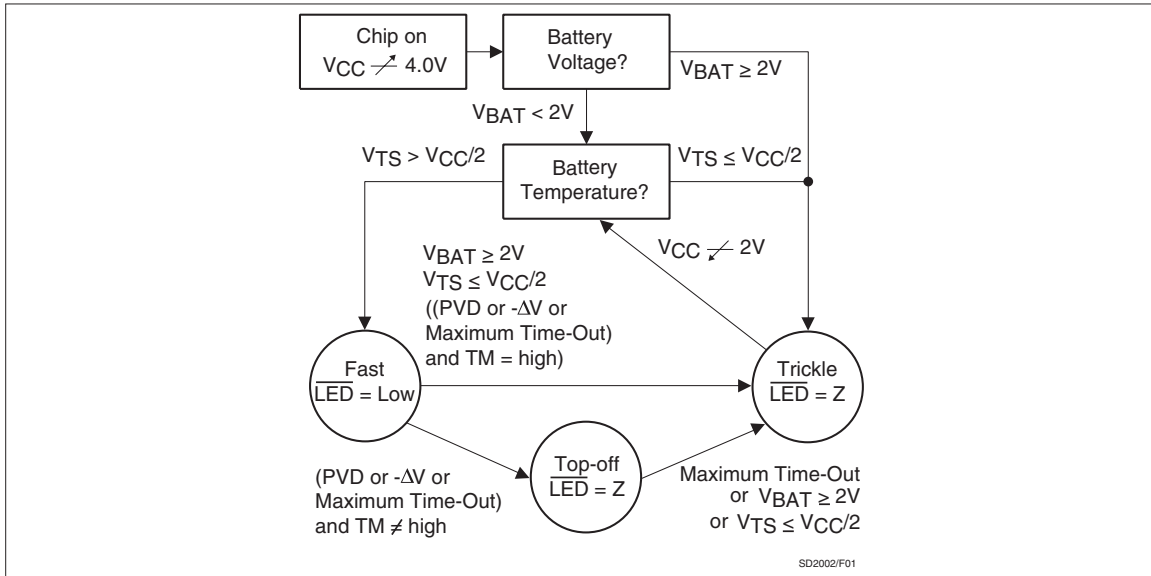 Chip on
VCC ↗ 4.0V
Battery
Voltage?
VBAT ≥ 2V
VBAT < 2V
VTS > VCC/2
Battery
Temperature?
VTS ≤ VCC/2
VCC ↙ 2V
VBAT ≥ 2V
VTS ≤ VCC/2
((PVD or -ΔV or
Maximum Time-Out)
and TM = high)
Fast
L̅E̅D̅ = Low
Trickle
L̅E̅D̅ = Z
Top-off
L̅E̅D̅ = Z
(PVD or -ΔV or
Maximum Time-Out)
and TM ≠ high
Maximum Time-Out
or VBAT ≥ 2V
or VTS ≤ VCC/2
SD2002/F01